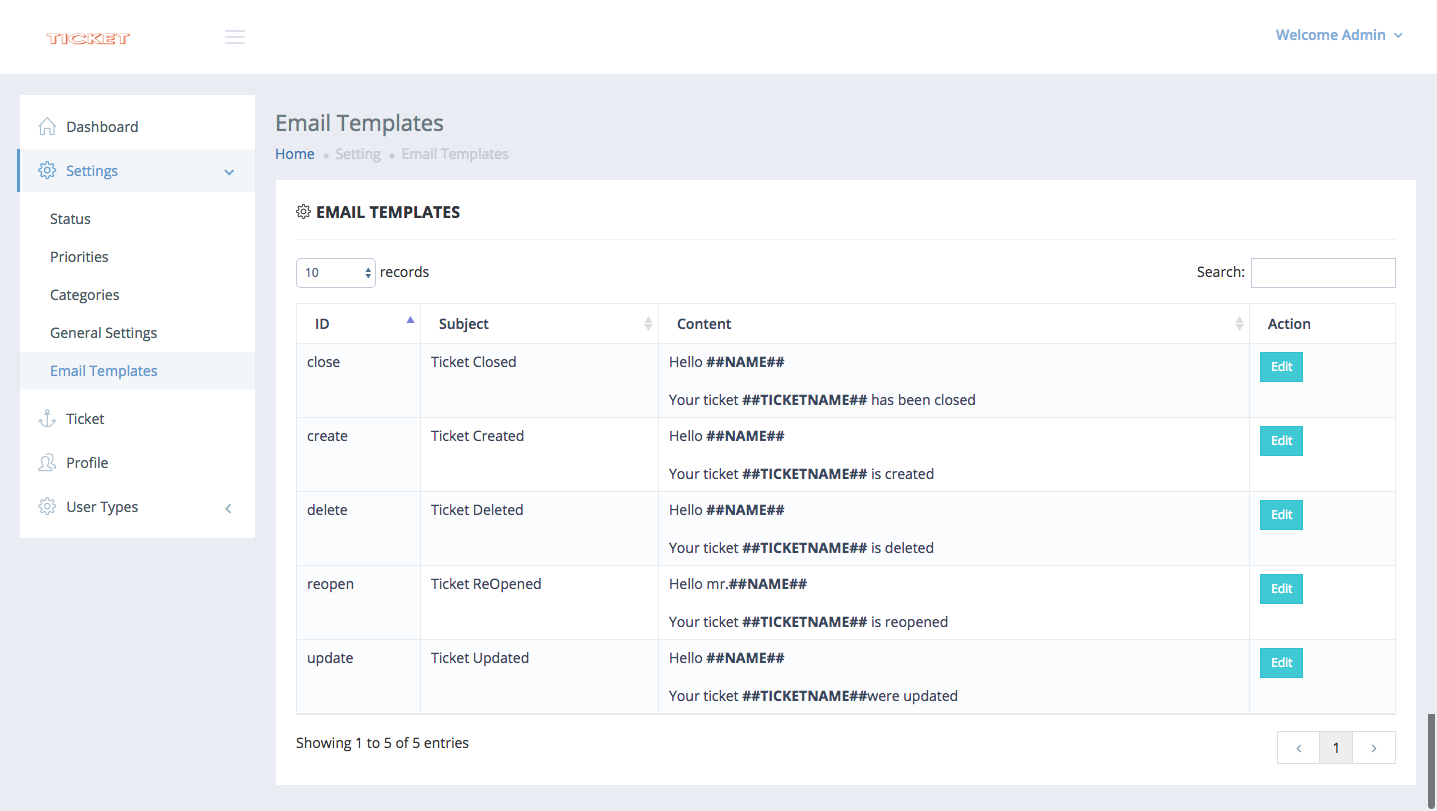 TICKET
Welcome Admin
Dashboard
Settings
Status
Priorities
Categories
General Settings
Email Templates
Ticket
Profile
User Types
Email Templates
Home Setting Email Templates
EMAIL TEMPLATES
10 records Search:
ID Subject Content Action
close Ticket Closed Hello ##NAME## Edit
Your ticket ##TICKETNAME## has been closed
create Ticket Created Hello ##NAME## Edit
Your ticket ##TICKETNAME## is created
delete Ticket Deleted Hello ##NAME## Edit
Your ticket ##TICKETNAME## is deleted
reopen Ticket ReOpened Hello mr.##NAME## Edit
Your ticket ##TICKETNAME## is reopened
update Ticket Updated Hello ##NAME## Edit
Your ticket ##TICKETNAME##were updated
Showing 1 to 5 of 5 entries 1